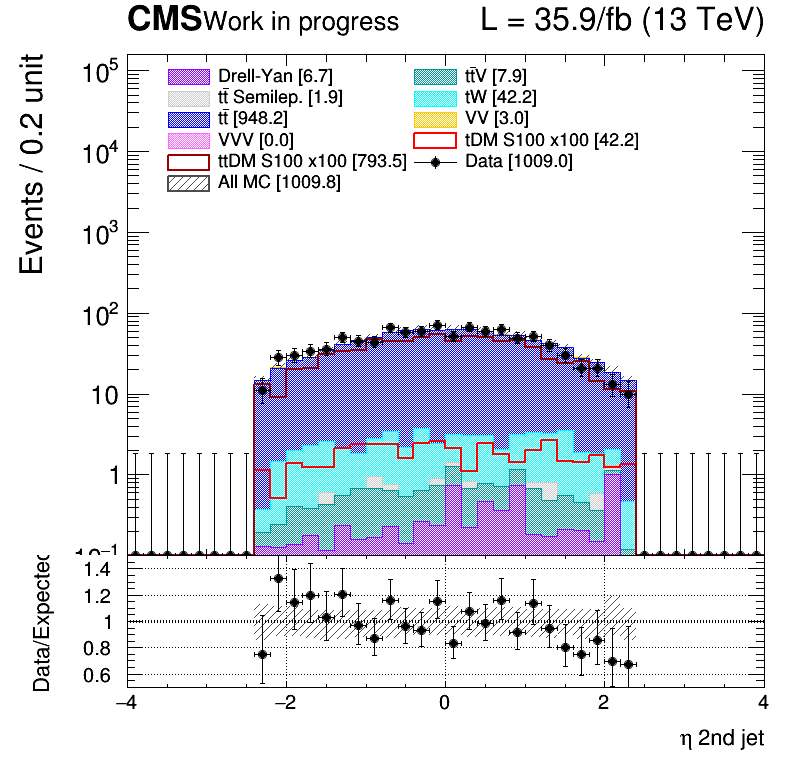 CMS Work in progress L = 35.9/fb (13 TeV)
Events / 0.2 unit
10⁵
10⁴
10³
10²
10
1
10⁻¹
Drell-Yan [6.7]
tt̄V [7.9]
tt̄ Semilep. [1.9]
tW [42.2]
tt̄ [948.2]
VV [3.0]
VVV [0.0]
tDM S100 x100 [42.2]
ttDM S100 x100 [793.5]
Data [1009.0]
All MC [1009.8]
Data/Expected
1.4
1.2
1
0.8
0.6
−4 −2 0 2 4
η 2nd jet